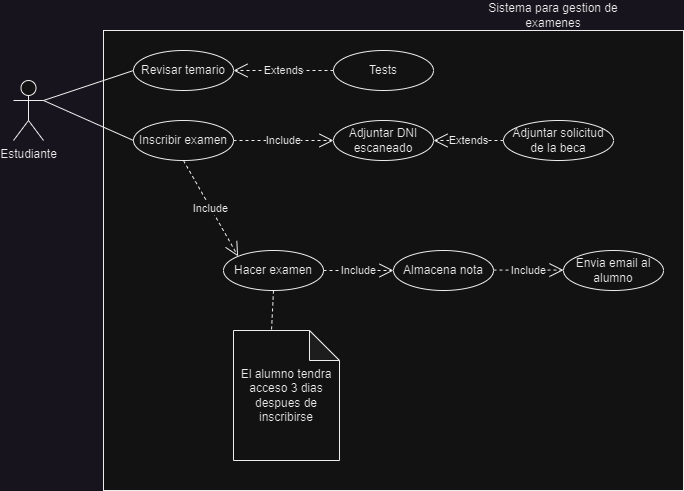 Sistema para gestion de
examenes
Revisar temario
Extends
Tests
Estudiante
Inscribir examen
Include
Adjuntar DNI
escaneado
Extends
Adjuntar solicitud
de la beca
Include
Hacer examen
Include
Almacena nota
Include
Envia email al
alumno
El alumno tendra
acceso 3 dias
despues de
inscribirse